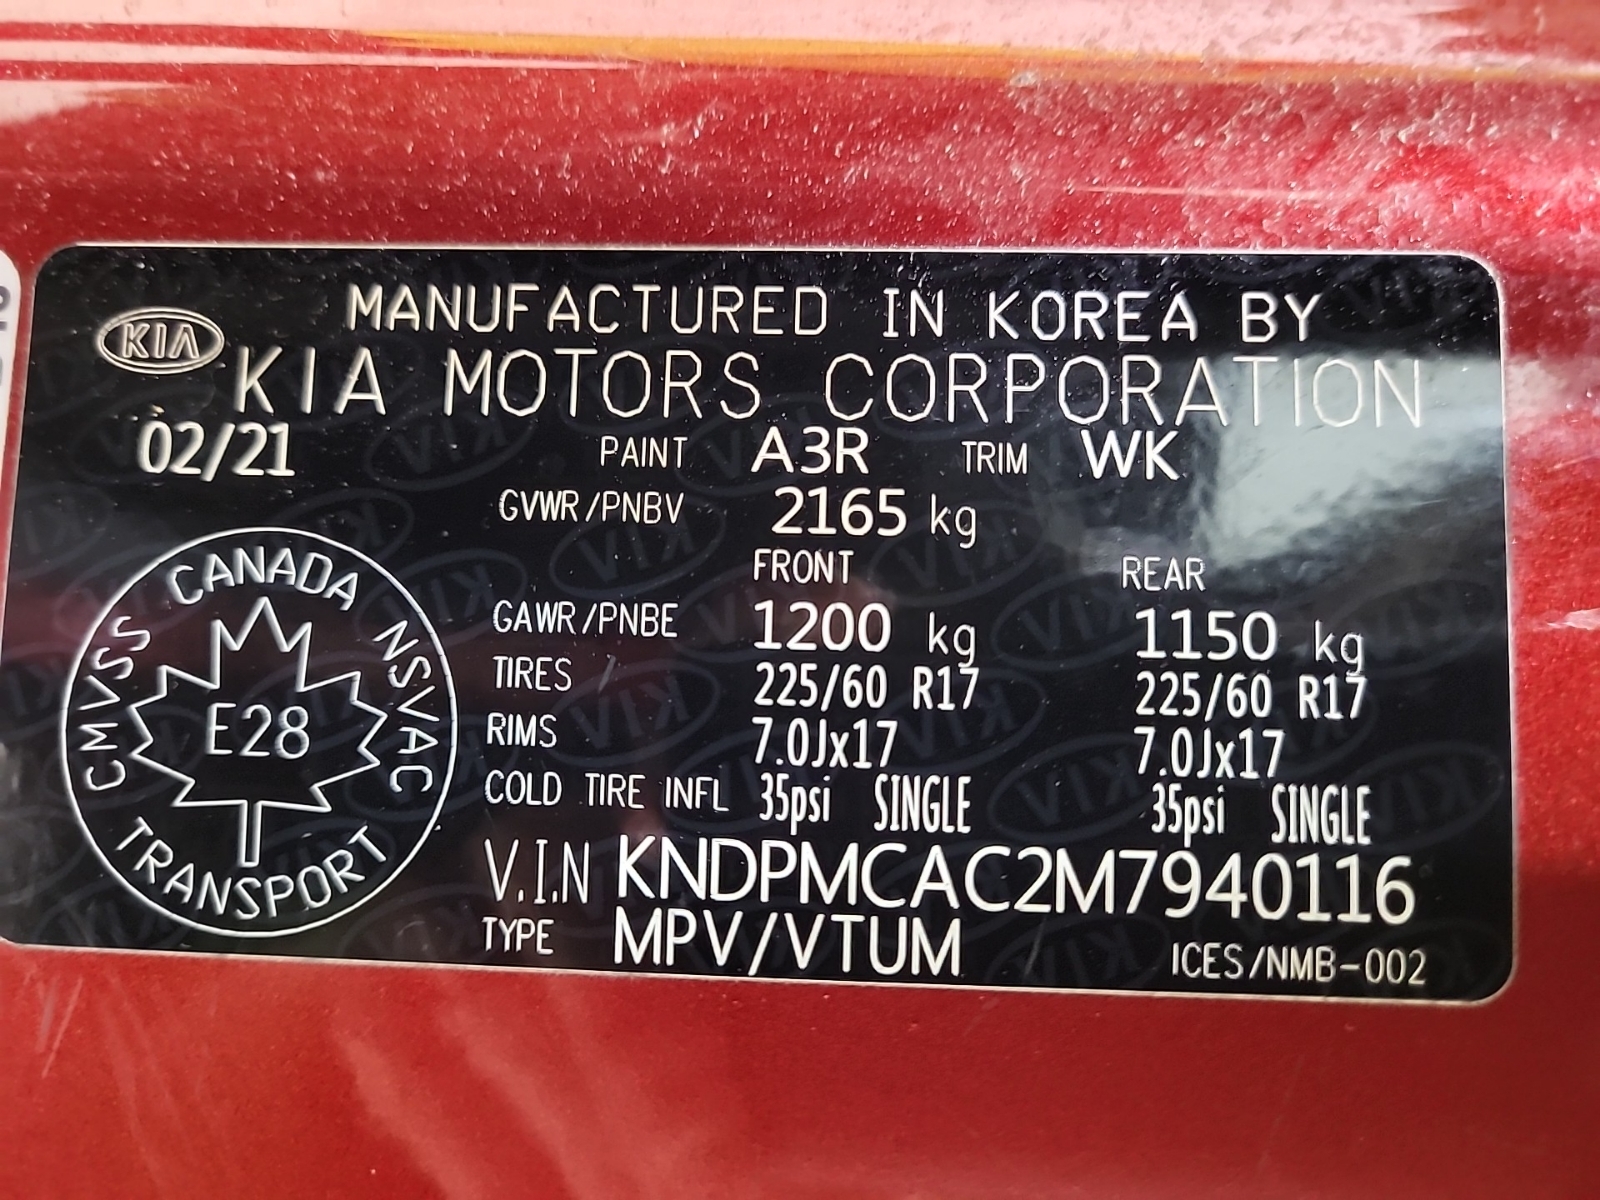 MANUFACTURED IN KOREA BY
KIA
KIA MOTORS CORPORATION
02/21 PAINT A3R TRIM WK
GVWR/PNBV 2165 kg
FRONT REAR
GAWR/PNBE 1200 kg 1150 kg
TIRES 225/60 R17 225/60 R17
RIMS 7.0Jx17 7.0Jx17
COLD TIRE INFL 35psi SINGLE 35psi SINGLE
V.I.N KNDPMCAC2M7940116
TYPE MPV/VTUM ICES/NMB-002
CANADA
CMVSS
NSVAC
E28
TRANSPORT